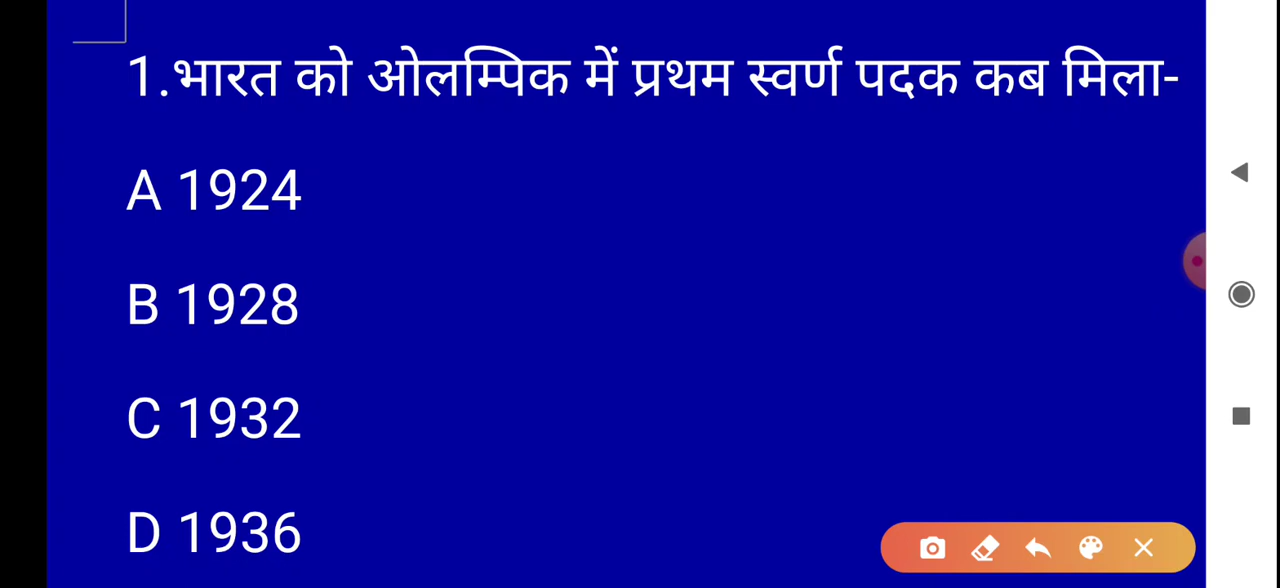 1.भारत को ओलम्पिक में प्रथम स्वर्ण पदक कब मिला-
A 1924
B 1928
C 1932
D 1936